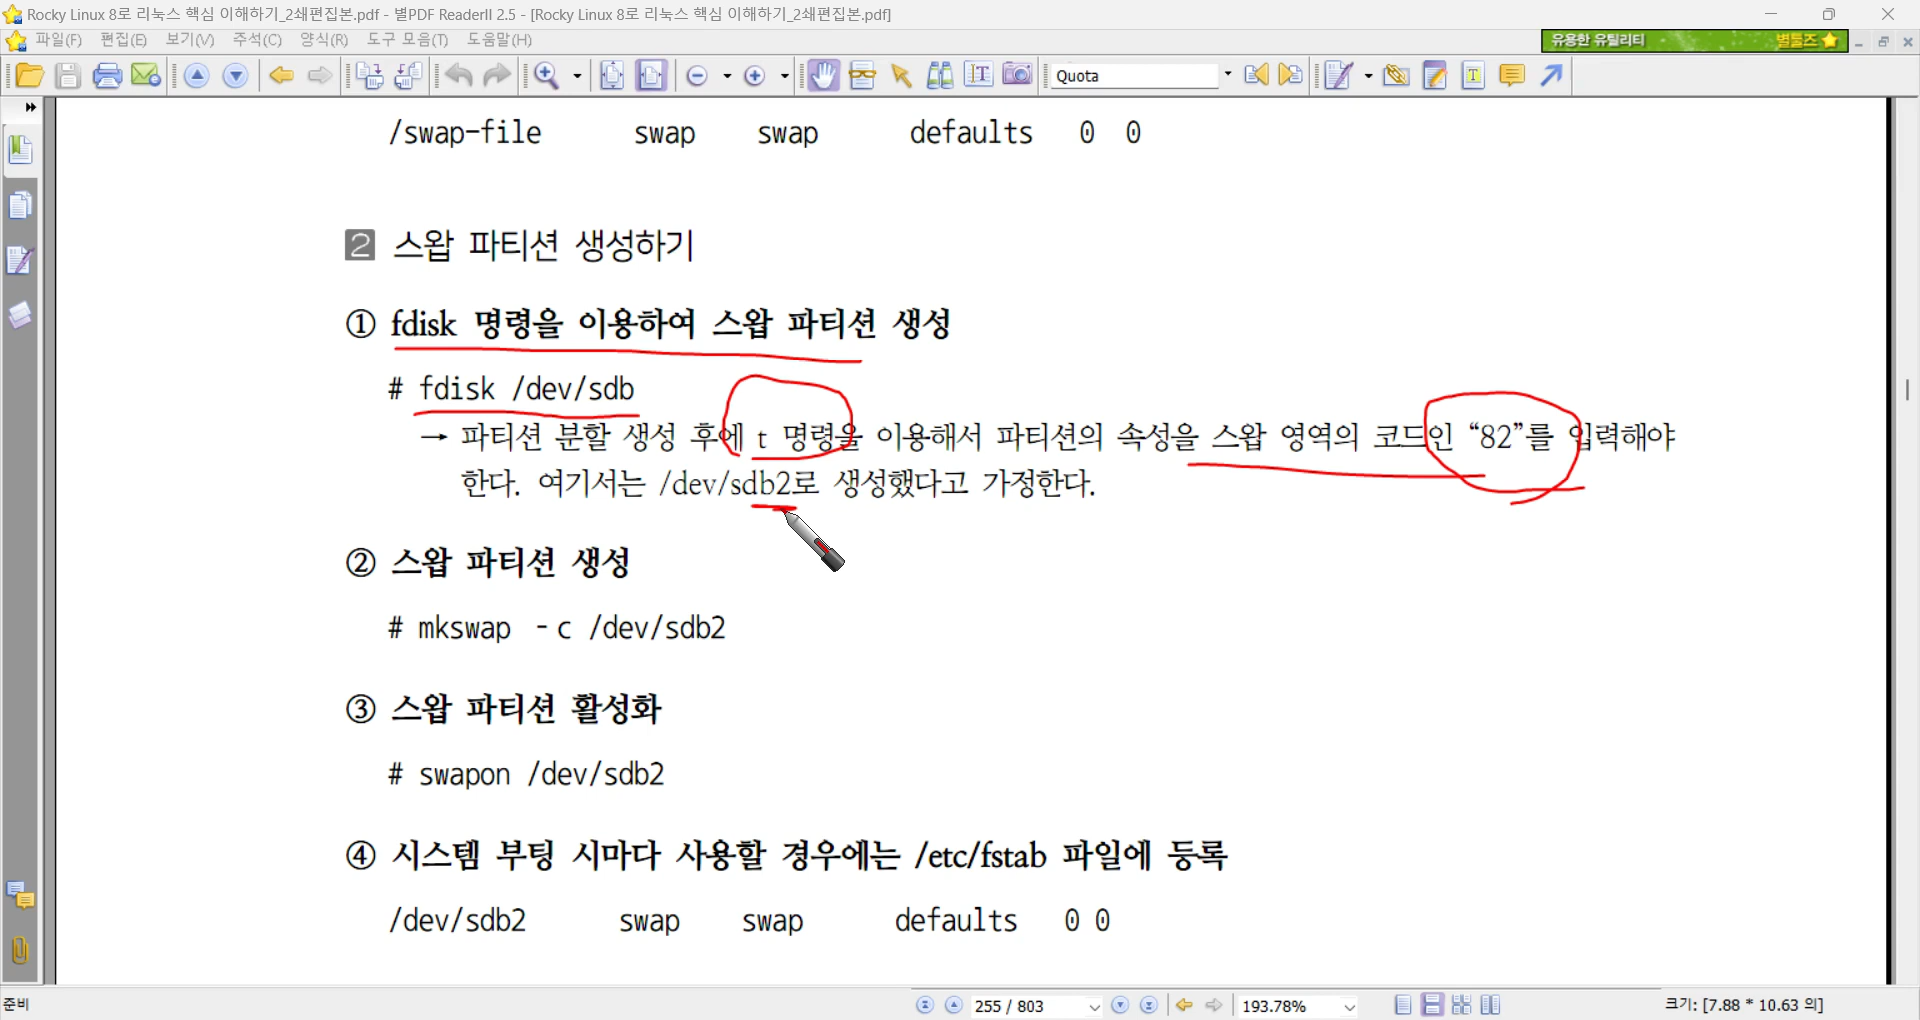 Rocky Linux 8로 리눅스 핵심 이해하기_2쇄편집본.pdf - 별PDF ReaderII 2.5 - [Rocky Linux 8로 리눅스 핵심 이해하기_2쇄편집본.pdf]
파일(F) 편집(E) 보기(V) 주석(C) 양식(R) 도구 모음(T) 도움말(H)
유용한 유틸리티 별툴즈
Quota
/swap-file swap swap defaults 0 0
2 스왑 파티션 생성하기
① fdisk 명령을 이용하여 스왑 파티션 생성
# fdisk /dev/sdb
→ 파티션 분할 생성 후에 t 명령을 이용해서 파티션의 속성을 스왑 영역의 코드인 “82”를 입력해야
한다. 여기서는 /dev/sdb2로 생성했다고 가정한다.
② 스왑 파티션 생성
# mkswap -c /dev/sdb2
③ 스왑 파티션 활성화
# swapon /dev/sdb2
④ 시스템 부팅 시마다 사용할 경우에는 /etc/fstab 파일에 등록
/dev/sdb2 swap swap defaults 0 0
준비 255 / 803 193.78% 크기: [7.88 * 10.63 의]